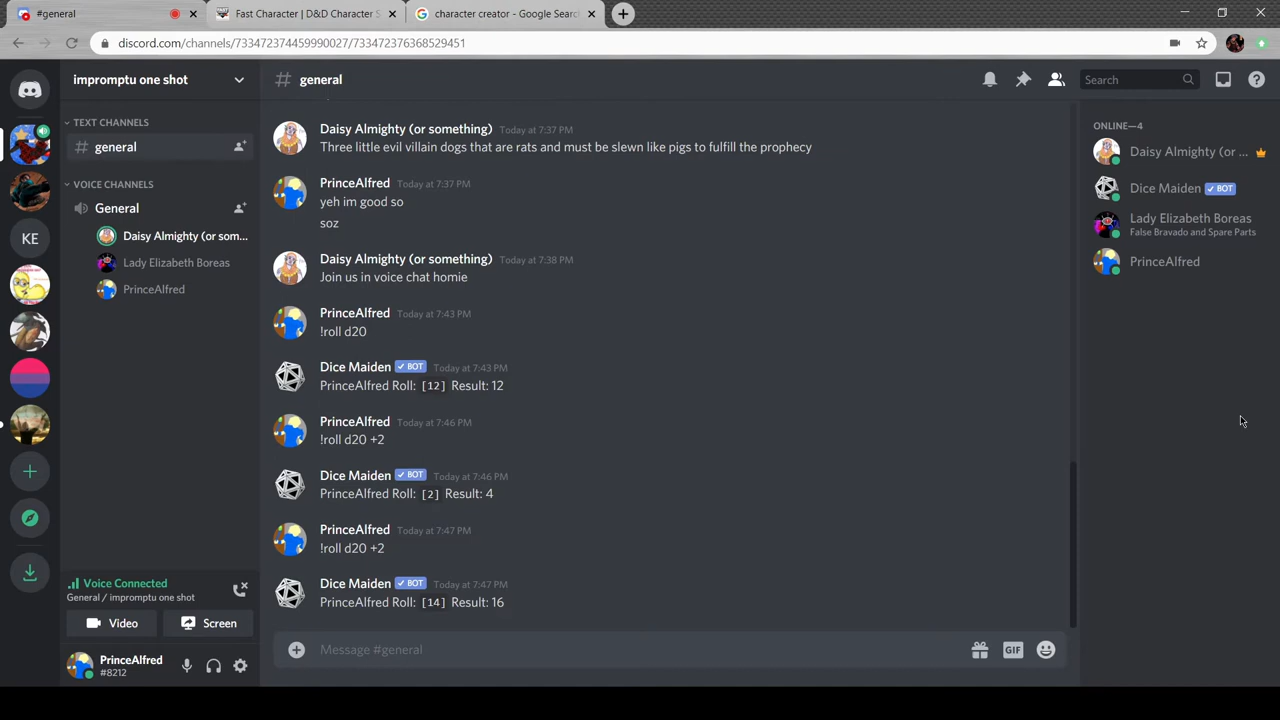 #general
Fast Character | D&D Character S
character creator - Google Searc
discord.com/channels/733472374459990027/733472376368529451
impromptu one shot
general
Search
TEXT CHANNELS
general
VOICE CHANNELS
General
Daisy Almighty (or som...
Lady Elizabeth Boreas
PrinceAlfred
KE
Voice Connected
General / impromptu one shot
Video
Screen
PrinceAlfred
#8212
Daisy Almighty (or something) Today at 7:37 PM
Three little evil villain dogs that are rats and must be slewn like pigs to fulfill the prophecy
PrinceAlfred Today at 7:37 PM
yeh im good so
soz
Daisy Almighty (or something) Today at 7:38 PM
Join us in voice chat homie
PrinceAlfred Today at 7:43 PM
!roll d20
Dice Maiden ✓ BOT Today at 7:43 PM
PrinceAlfred Roll: [12] Result: 12
PrinceAlfred Today at 7:46 PM
!roll d20 +2
Dice Maiden ✓ BOT Today at 7:46 PM
PrinceAlfred Roll: [2] Result: 4
PrinceAlfred Today at 7:47 PM
!roll d20 +2
Dice Maiden ✓ BOT Today at 7:47 PM
PrinceAlfred Roll: [14] Result: 16
Message #general
GIF
ONLINE—4
Daisy Almighty (or ...
Dice Maiden ✓ BOT
Lady Elizabeth Boreas
False Bravado and Spare Parts
PrinceAlfred